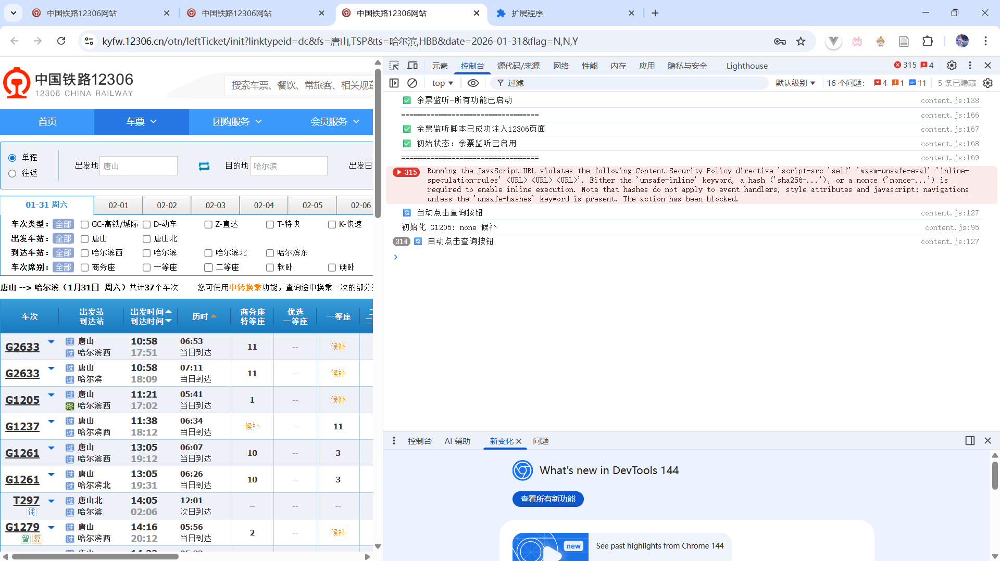 中国铁路12306网站
中国铁路12306网站
中国铁路12306网站
扩展程序
kyfw.12306.cn/otn/leftTicket/init?linktypeid=dc&fs=唐山,TSP&ts=哈尔滨,HBB&date=2026-01-31&flag=N,N,Y
中国铁路12306
12306 CHINA RAILWAY
搜索车票、餐饮、常旅客、相关规章
首页 车票 团购服务 会员服务
单程
往返
出发地 唐山 目的地 哈尔滨 出发日
01-31 周六 02-01 02-02 02-03 02-04 02-05 02-06
车次类型： 全部 GC-高铁/城际 D-动车 Z-直达 T-特快 K-快速
出发车站： 全部 唐山 唐山北
到达车站： 全部 哈尔滨西 哈尔滨 哈尔滨北 哈尔滨东
车次席别： 全部 商务座 一等座 二等座 软卧 硬卧
唐山 --> 哈尔滨（1月31日 周六）共计37个车次 您可使用中转换乘功能，查询途中换乘一次的部分
车次 出发站 到达站 出发时间 到达时间 历时 商务座 特等座 优选 一等座 一等座
G2633 过 唐山 10:58 06:53 11 -- 候补
过 哈尔滨西 17:51 当日到达
G2633 过 唐山 10:58 07:11 11 -- 候补
过 哈尔滨 18:09 当日到达
G1205 过 唐山 11:21 05:41 1 -- 候补
终 哈尔滨西 17:02 当日到达
G1237 过 唐山 11:38 06:34 候补 -- 11
过 哈尔滨西 18:12 当日到达
G1261 过 唐山 13:05 06:07 10 -- 3
过 哈尔滨西 19:12 当日到达
G1261 过 唐山 13:05 06:26 10 -- 3
过 哈尔滨北 19:31 当日到达
T297 过 唐山北 14:05 12:01 -- -- --
铺 过 哈尔滨 02:06 次日到达
G1279 过 唐山 14:16 05:56 2 -- 候补
智 复 过 哈尔滨西 20:12 当日到达
元素 控制台 源代码/来源 网络 性能 内存 应用 隐私与安全 Lighthouse 315 4
top 过滤 默认级别 16 个问题： 4 1 11 5 条已隐藏
余票监听-所有功能已启动 content.js:138
================================= content.js:166
余票监听脚本已成功注入12306页面 content.js:167
初始状态：余票监听已启用 content.js:168
================================= content.js:169
315 Running the JavaScript URL violates the following Content Security Policy directive 'script-src 'self' 'wasm-unsafe-eval' 'inline-
speculation-rules' <URL> <URL> <URL>'. Either the 'unsafe-inline' keyword, a hash ('sha256-...'), or a nonce ('nonce-...') is
required to enable inline execution. Note that hashes do not apply to event handlers, style attributes and javascript: navigations
unless the 'unsafe-hashes' keyword is present. The action has been blocked.
自动点击查询按钮 content.js:127
初始化 G1205: none 候补 content.js:95
314 自动点击查询按钮 content.js:127
控制台 AI 辅助 新变化 问题
What's new in DevTools 144
查看所有新功能
new
See past highlights from Chrome 144